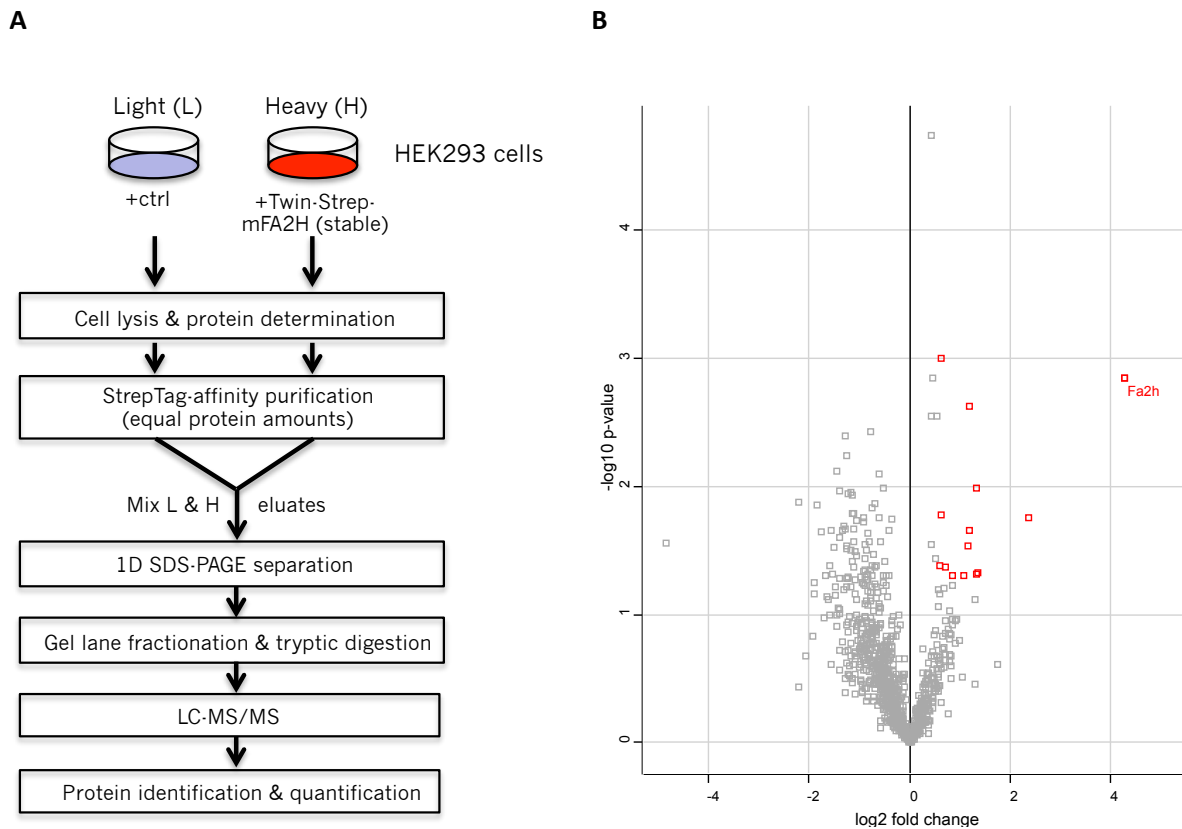 A
Light (L)
Heavy (H)
HEK293 cells
+ctrl
+Twin-Strep-
mFA2H (stable)
Cell lysis & protein determination
StrepTag-affinity purification
(equal protein amounts)
Mix L & H eluates
1D SDS-PAGE separation
Gel lane fractionation & tryptic digestion
LC-MS/MS
Protein identification & quantification
B
-log10 p-value
4
3
2
1
0
Fa2h
-4
-2
0
2
4
log2 fold change